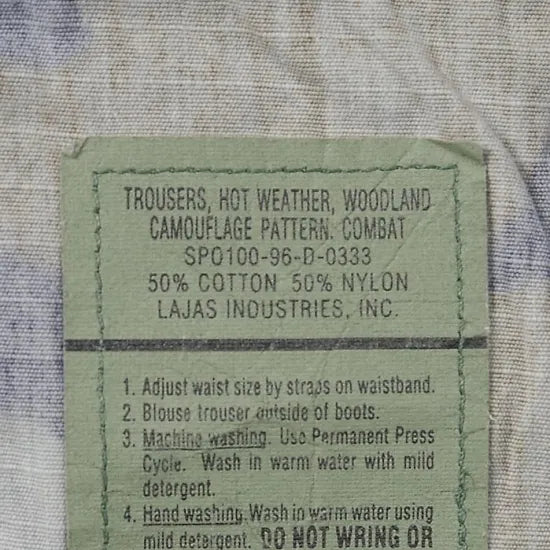 TROUSERS, HOT WEATHER, WOODLAND
CAMOUFLAGE PATTERN. COMBAT
SPO100-96-D-0333
50% COTTON 50% NYLON
LAJAS INDUSTRIES, INC.
1. Adjust waist size by straps on waistband.
2. Blouse trouser outside of boots.
3. Machine washing. Use Permanent Press
Cycle. Wash in warm water with mild
detergent.
4. Hand washing. Wash in warm water using
mild detergent. DO NOT WRING OR